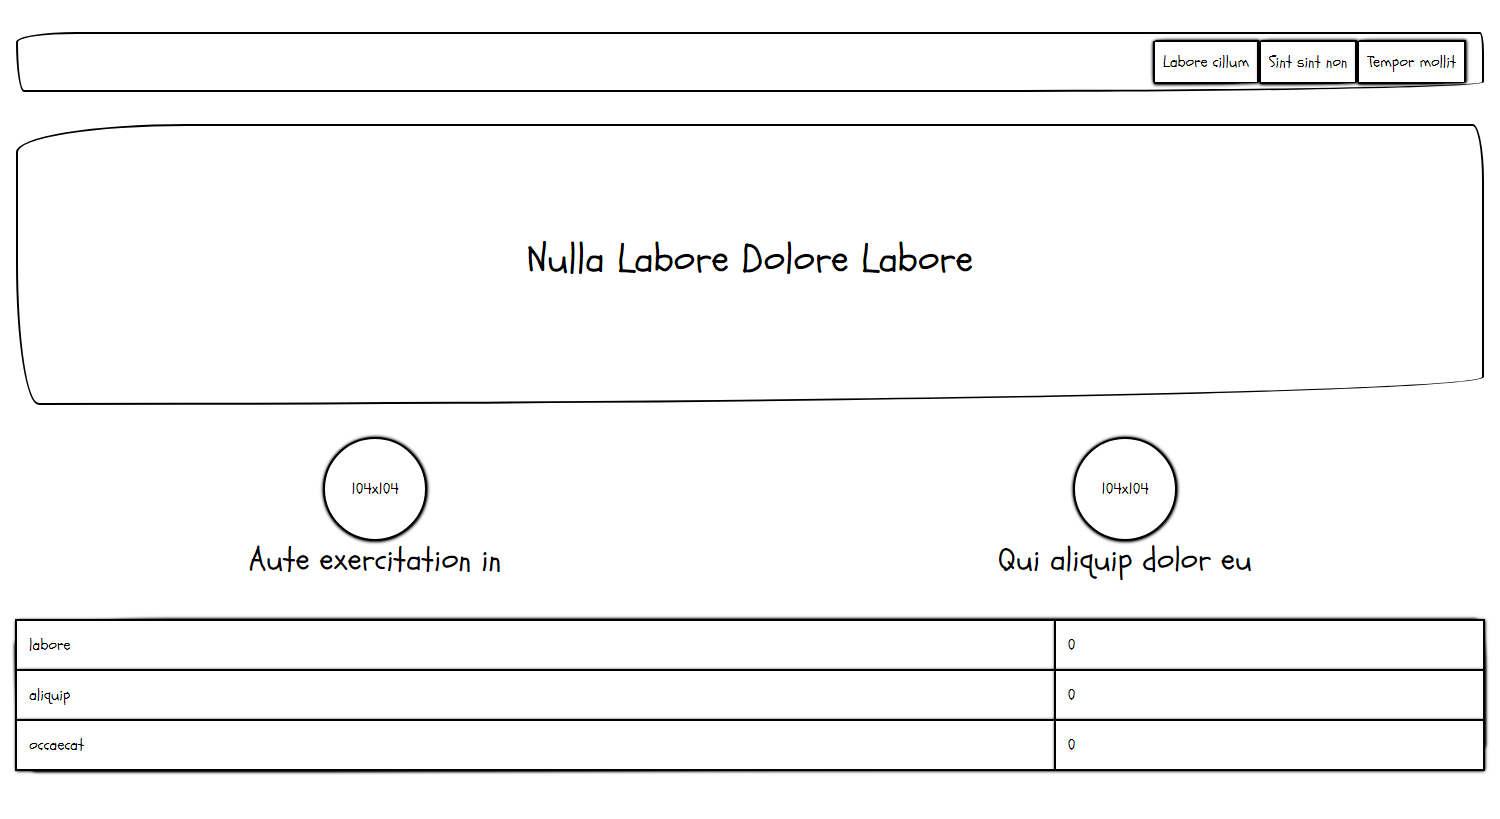 Labore cillum Sint sint non Tempor mollit
Nulla Labore Dolore Labore
104x104 104x104
Aute exercitation in Qui aliquip dolor eu
labore 0
aliquip 0
occaecat 0